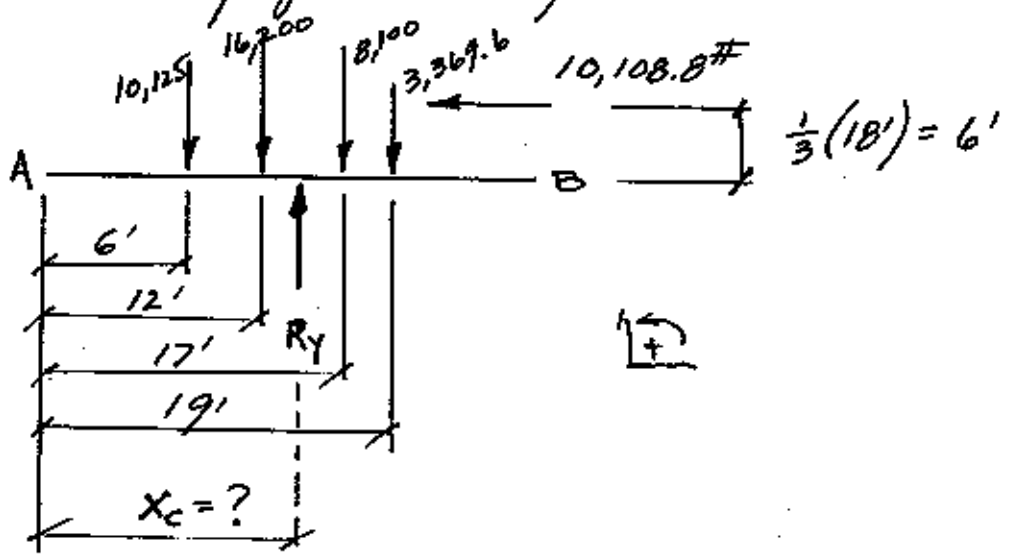 16,200
10,125
8,100
3,369.6
10,108.8#
1/3 (18') = 6'
A
B
6'
12'
Ry
17'
+
19'
Xc = ?